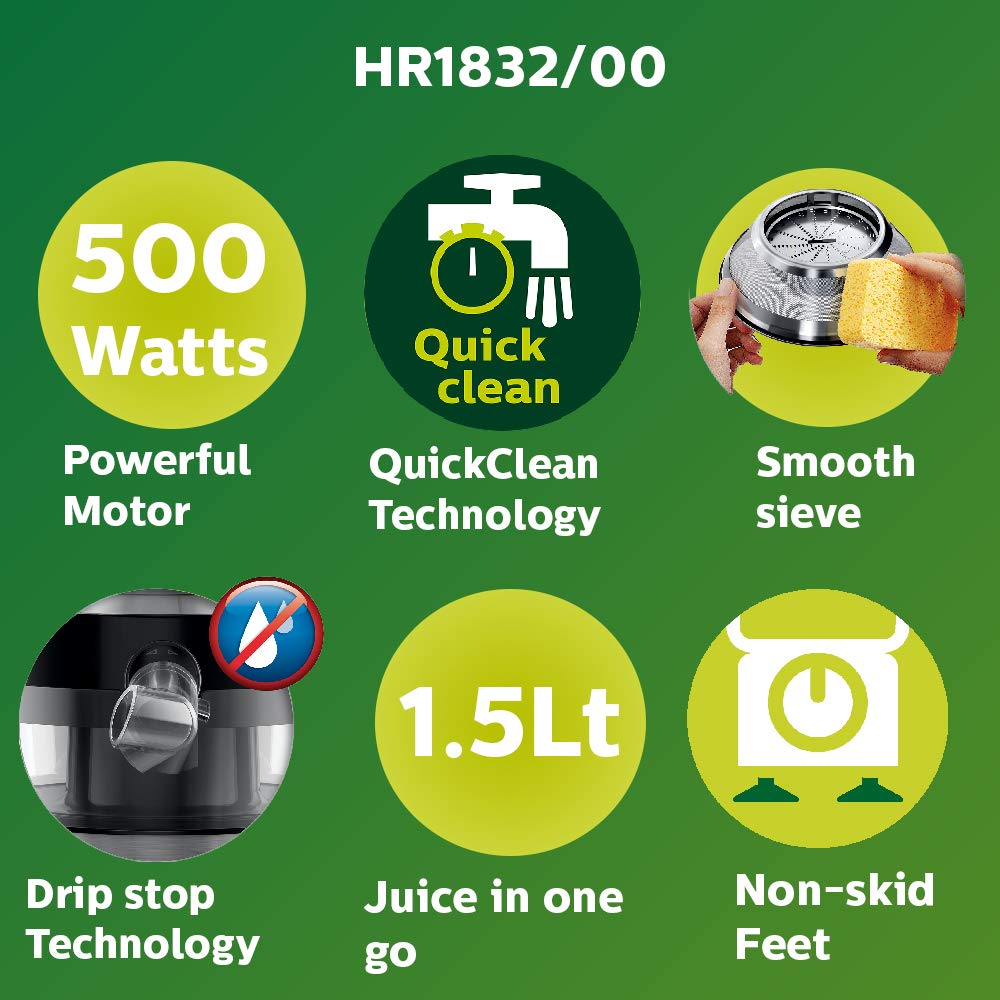 HR1832/00
500
Watts
Powerful
Motor
Quick
clean
QuickClean
Technology
Smooth
sieve
Drip stop
Technology
1.5Lt
Juice in one
go
Non-skid
Feet